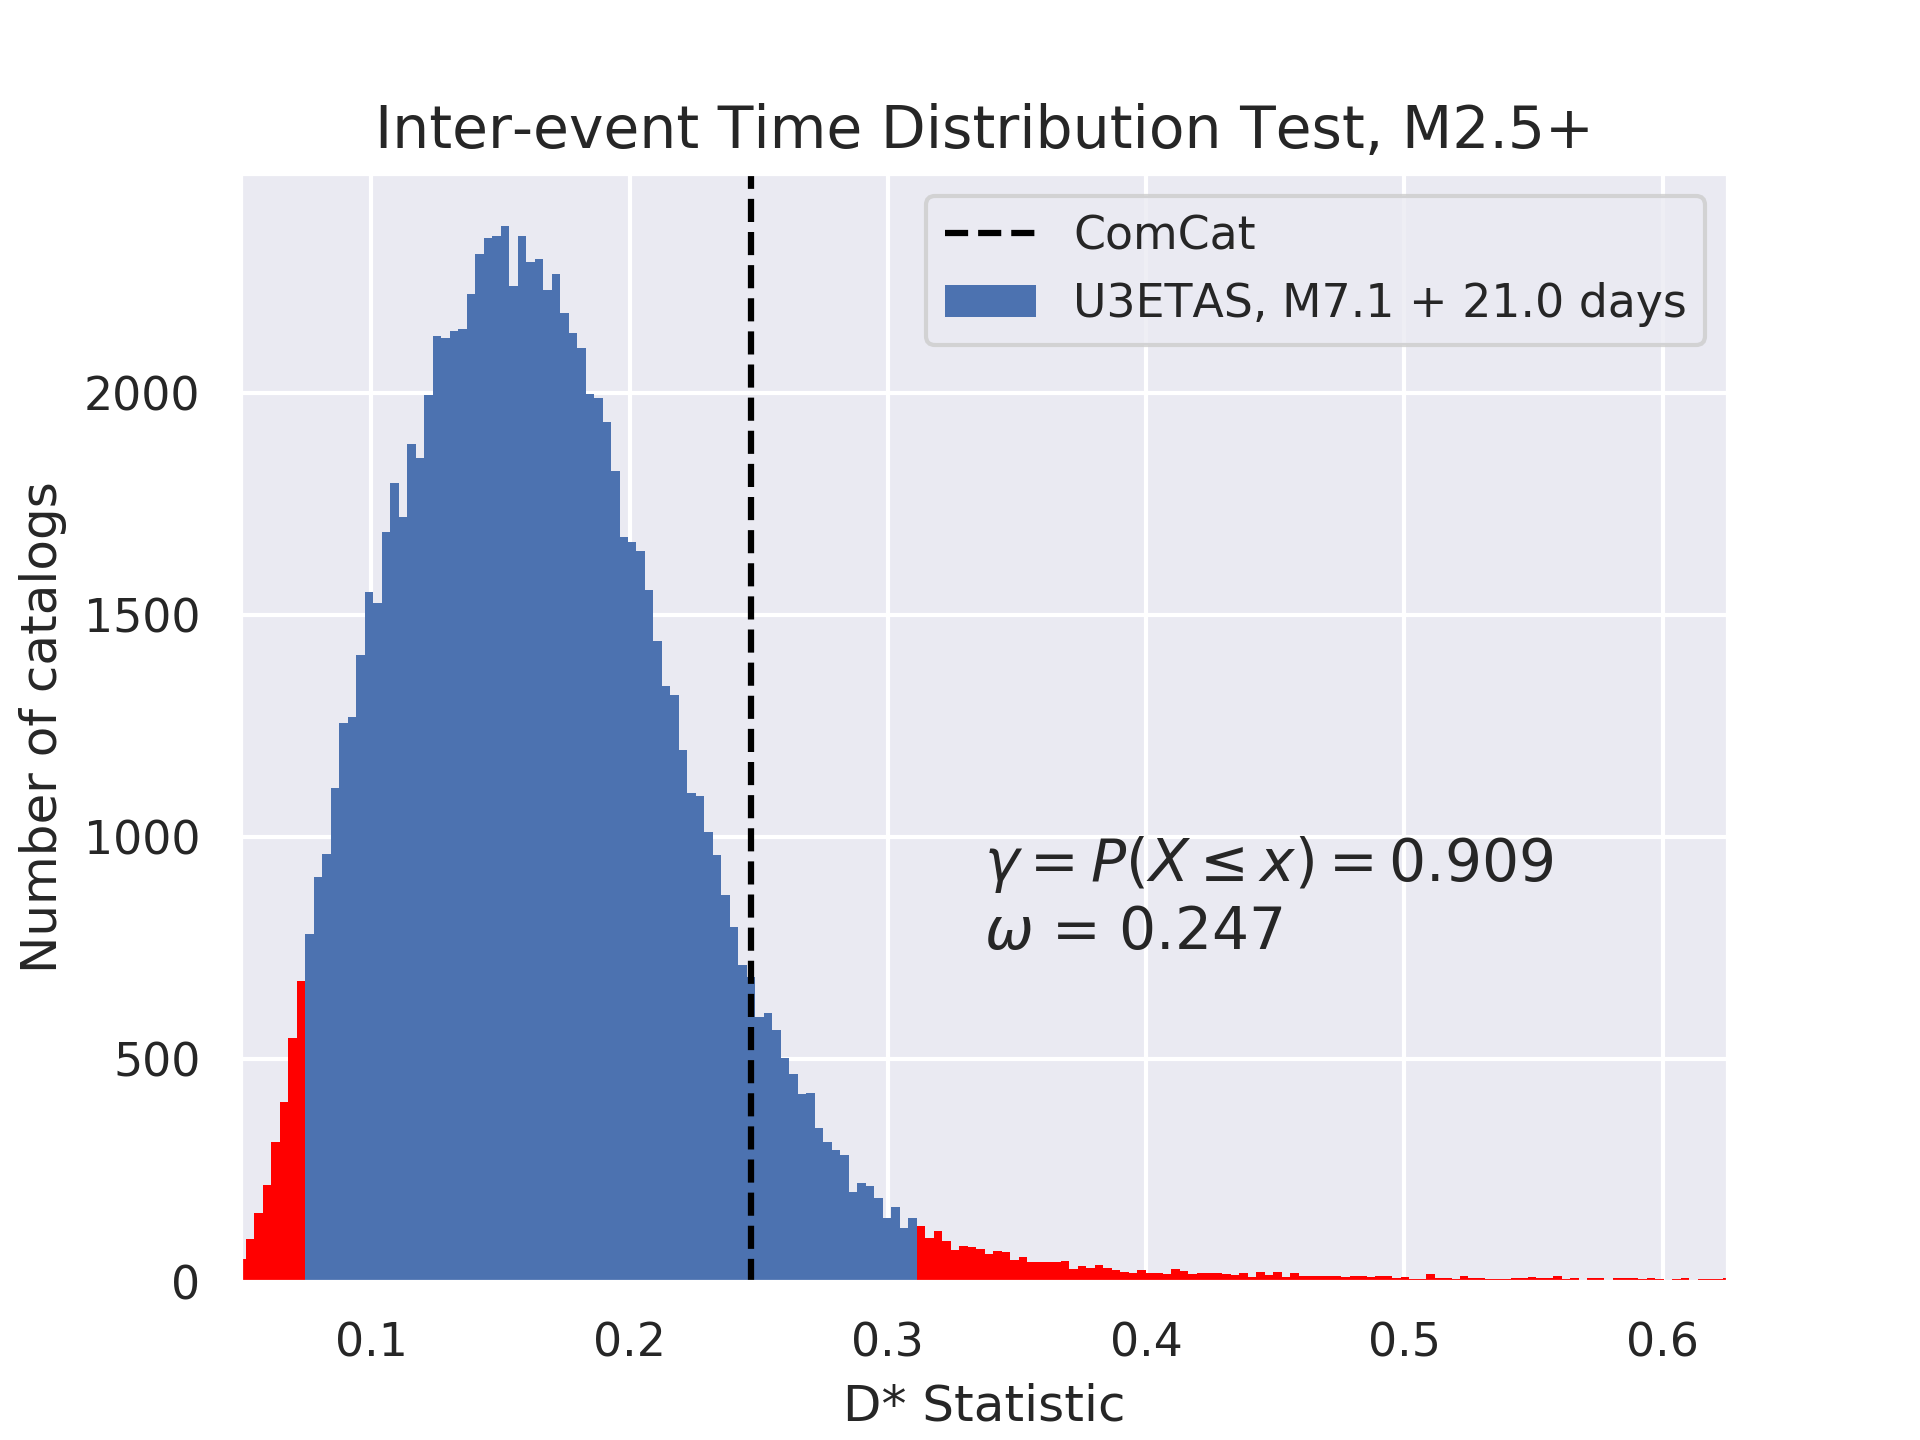 Inter-event Time Distribution Test, M2.5+
ComCat
U3ETAS, M7.1 + 21.0 days
Number of catalogs
2000
1500
1000
500
0
γ = P(X ≤ x) = 0.909
ω = 0.247
0.1 0.2 0.3 0.4 0.5 0.6
D* Statistic